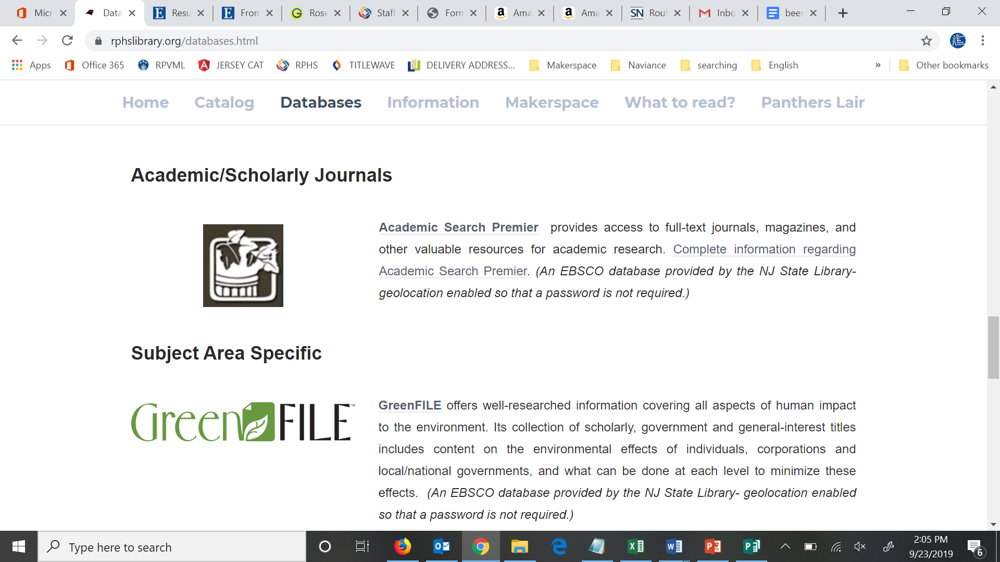 Micr
Data
Resu
From
Rose
Staff
Form
Ama
Ama
SN Rout
Inbo
bees
rphslibrary.org/databases.html
Apps Office 365 RPVML JERSEY CAT RPHS TITLEWAVE DELIVERY ADDRESS... Makerspace Naviance searching English » Other bookmarks
Home Catalog Databases Information Makerspace What to read? Panthers Lair
Academic/Scholarly Journals
Academic Search Premier provides access to full-text journals, magazines, and
other valuable resources for academic research. Complete information regarding
Academic Search Premier. (An EBSCO database provided by the NJ State Library-
geolocation enabled so that a password is not required.)
Subject Area Specific
GreenFILE™
GreenFILE offers well-researched information covering all aspects of human impact
to the environment. Its collection of scholarly, government and general-interest titles
includes content on the environmental effects of individuals, corporations and
local/national governments, and what can be done at each level to minimize these
effects. (An EBSCO database provided by the NJ State Library- geolocation enabled
so that a password is not required.)
Type here to search
2:05 PM
9/23/2019
6